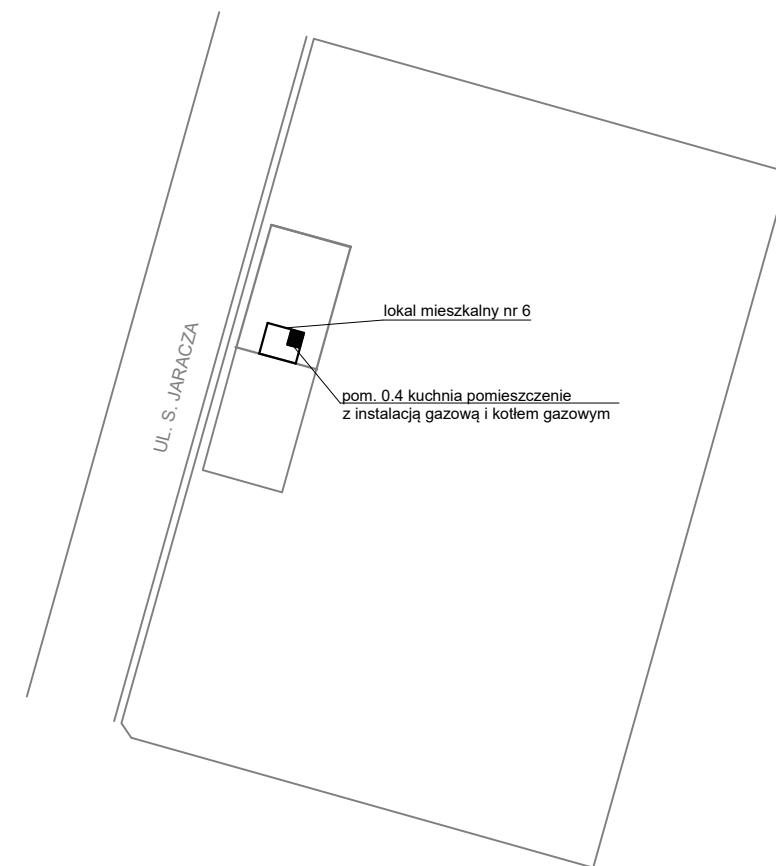 lokal mieszkalny nr 6
UL. S. JARACZA
pom. 0.4 kuchnia pomieszczenie
z instalacją gazową i kotłem gazowym